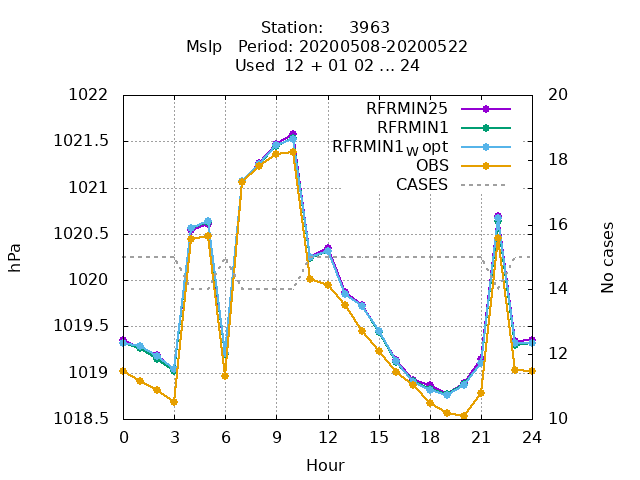 Station: 3963
Mslp Period: 20200508-20200522
Used 12 + 01 02 ... 24
1022
1021.5
1021
1020.5
1020
1019.5
1019
1018.5
hPa
20
18
16
14
12
10
No cases
RFRMIN25
RFRMIN1
RFRMIN1_W opt
OBS
CASES
0 3 6 9 12 15 18 21 24
Hour